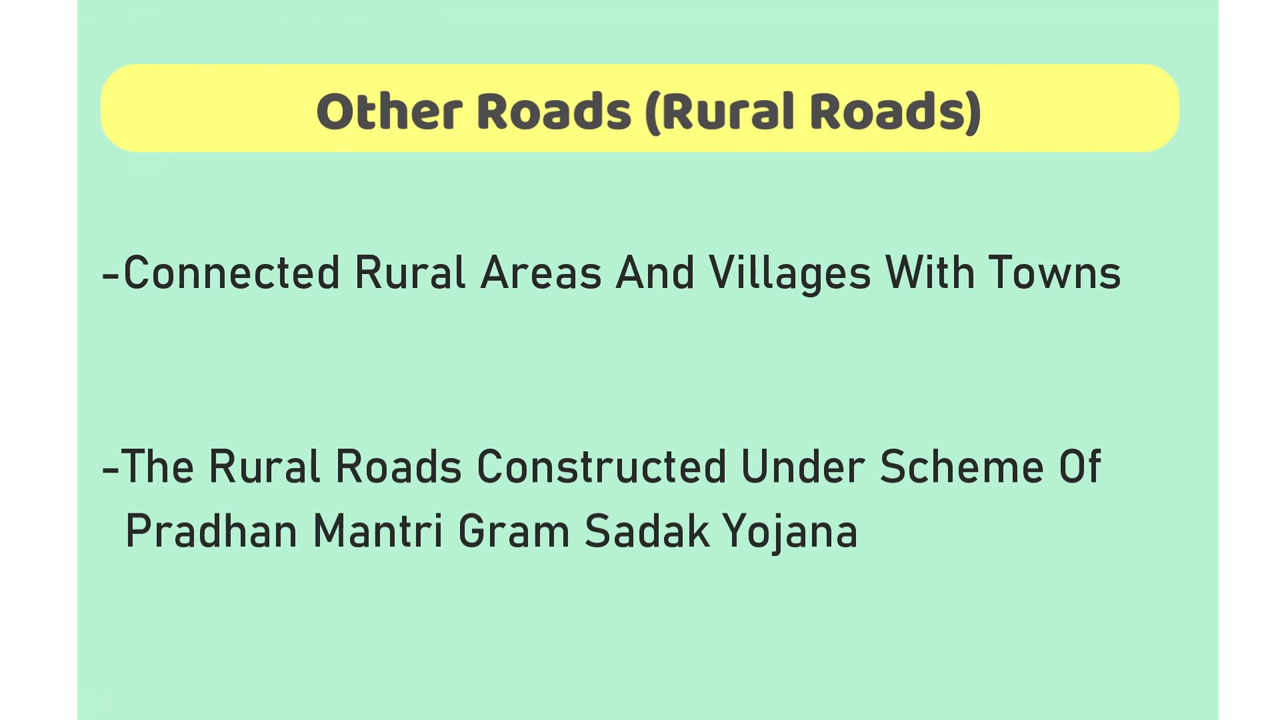 Other Roads (Rural Roads)
-Connected Rural Areas And Villages With Towns
-The Rural Roads Constructed Under Scheme Of
Pradhan Mantri Gram Sadak Yojana